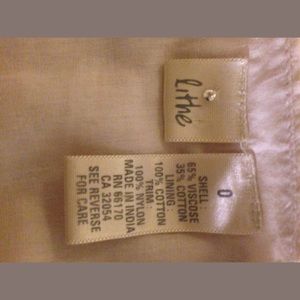 lithe
0
SHELL :
65% VISCOSE
35% COTTON
LINING :
100% COTTON
TRIM :
100% NYLON
MADE IN INDIA
RN 66170
CA 32054
SEE REVERSE
FOR CARE